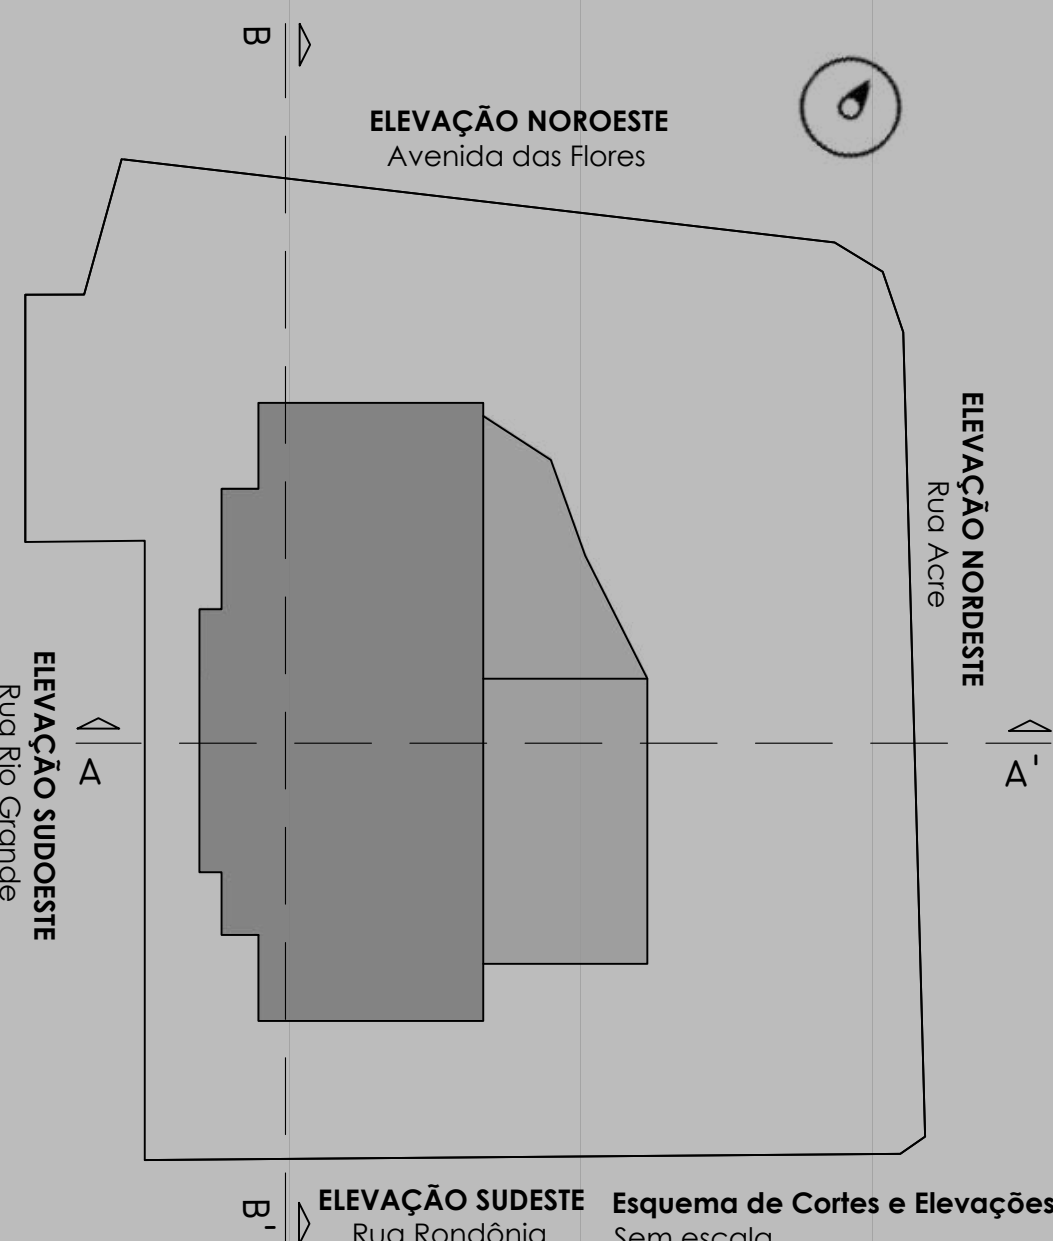 B
ELEVAÇÃO NOROESTE
Avenida das Flores
ELEVAÇÃO NORDESTE
Rua Acre
ELEVAÇÃO SUDOESTE
Rua Rio Grande
A
A'
B'
ELEVAÇÃO SUDESTE
Rua Rondônia
Esquema de Cortes e Elevações
Sem escala